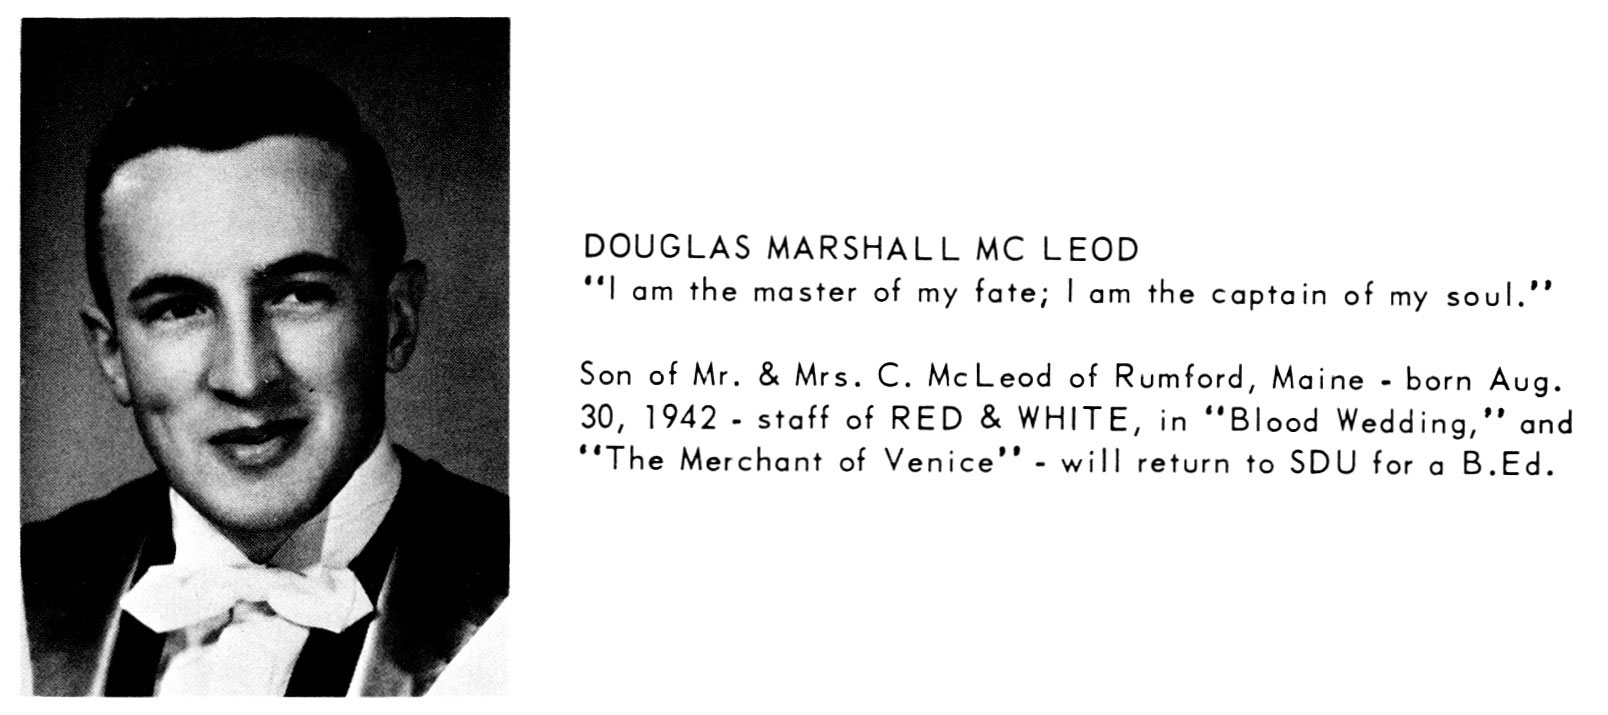 DOUGLAS MARSHALL MC LEOD
"I am the master of my fate; I am the captain of my soul."
Son of Mr. & Mrs. C. McLeod of Rumford, Maine - born Aug.
30, 1942 - staff of RED & WHITE, in "Blood Wedding," and
"The Merchant of Venice" - will return to SDU for a B.Ed.